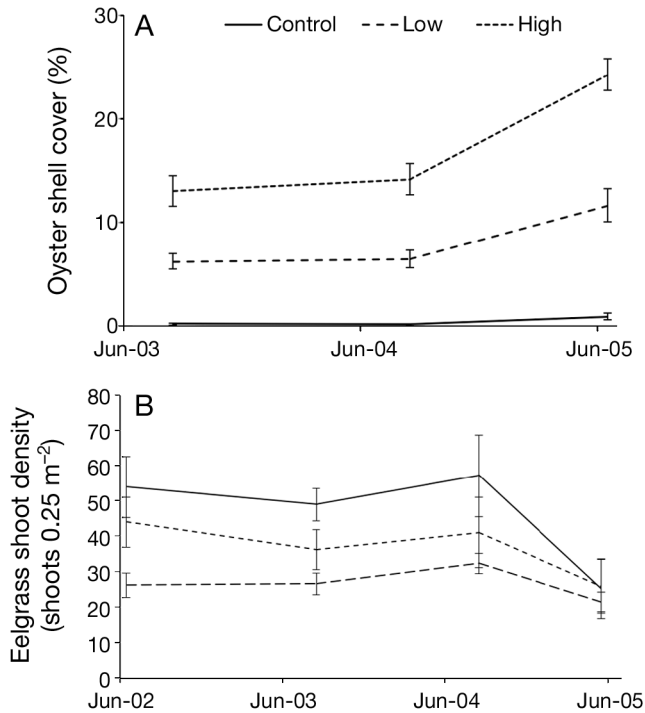 A
Control Low High
Oyster shell cover (%)
30
20
10
0
Jun-03 Jun-04 Jun-05
B
Eelgrass shoot density
(shoots 0.25 m⁻²)
80
70
60
50
40
30
20
10
0
Jun-02 Jun-03 Jun-04 Jun-05